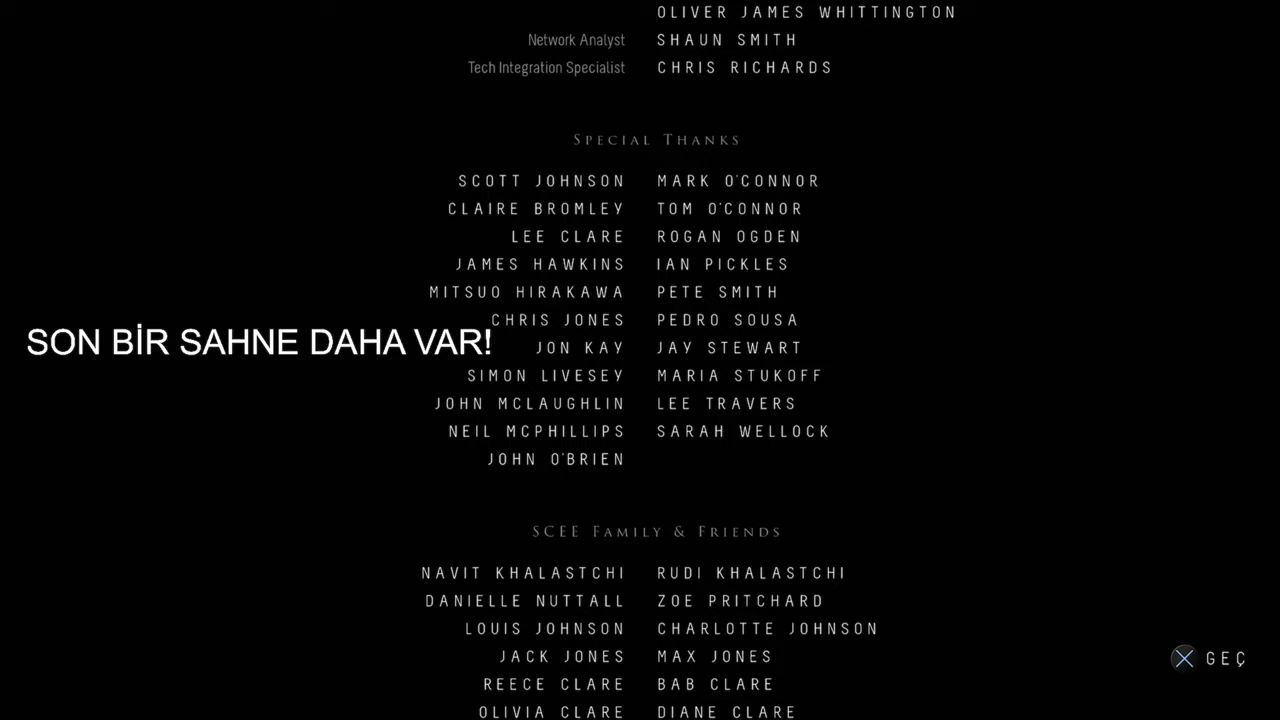 OLIVER JAMES WHITTINGTON
Network Analyst SHAUN SMITH
Tech Integration Specialist CHRIS RICHARDS
SPECIAL THANKS
SCOTT JOHNSON MARK O'CONNOR
CLAIRE BROMLEY TOM O'CONNOR
LEE CLARE ROGAN OGDEN
JAMES HAWKINS IAN PICKLES
MITSUO HIRAKAWA PETE SMITH
CHRIS JONES PEDRO SOUSA
SON BİR SAHNE DAHA VAR!
JON KAY JAY STEWART
SIMON LIVESEY MARIA STUKOFF
JOHN MCLAUGHLIN LEE TRAVERS
NEIL MCPHILLIPS SARAH WELLOCK
JOHN O'BRIEN
SCEE FAMILY & FRIENDS
NAVIT KHALASTCHI RUDI KHALASTCHI
DANIELLE NUTTALL ZOE PRITCHARD
LOUIS JOHNSON CHARLOTTE JOHNSON
JACK JONES MAX JONES
GEÇ
REECE CLARE BAB CLARE
OLIVIA CLARE DIANE CLARE